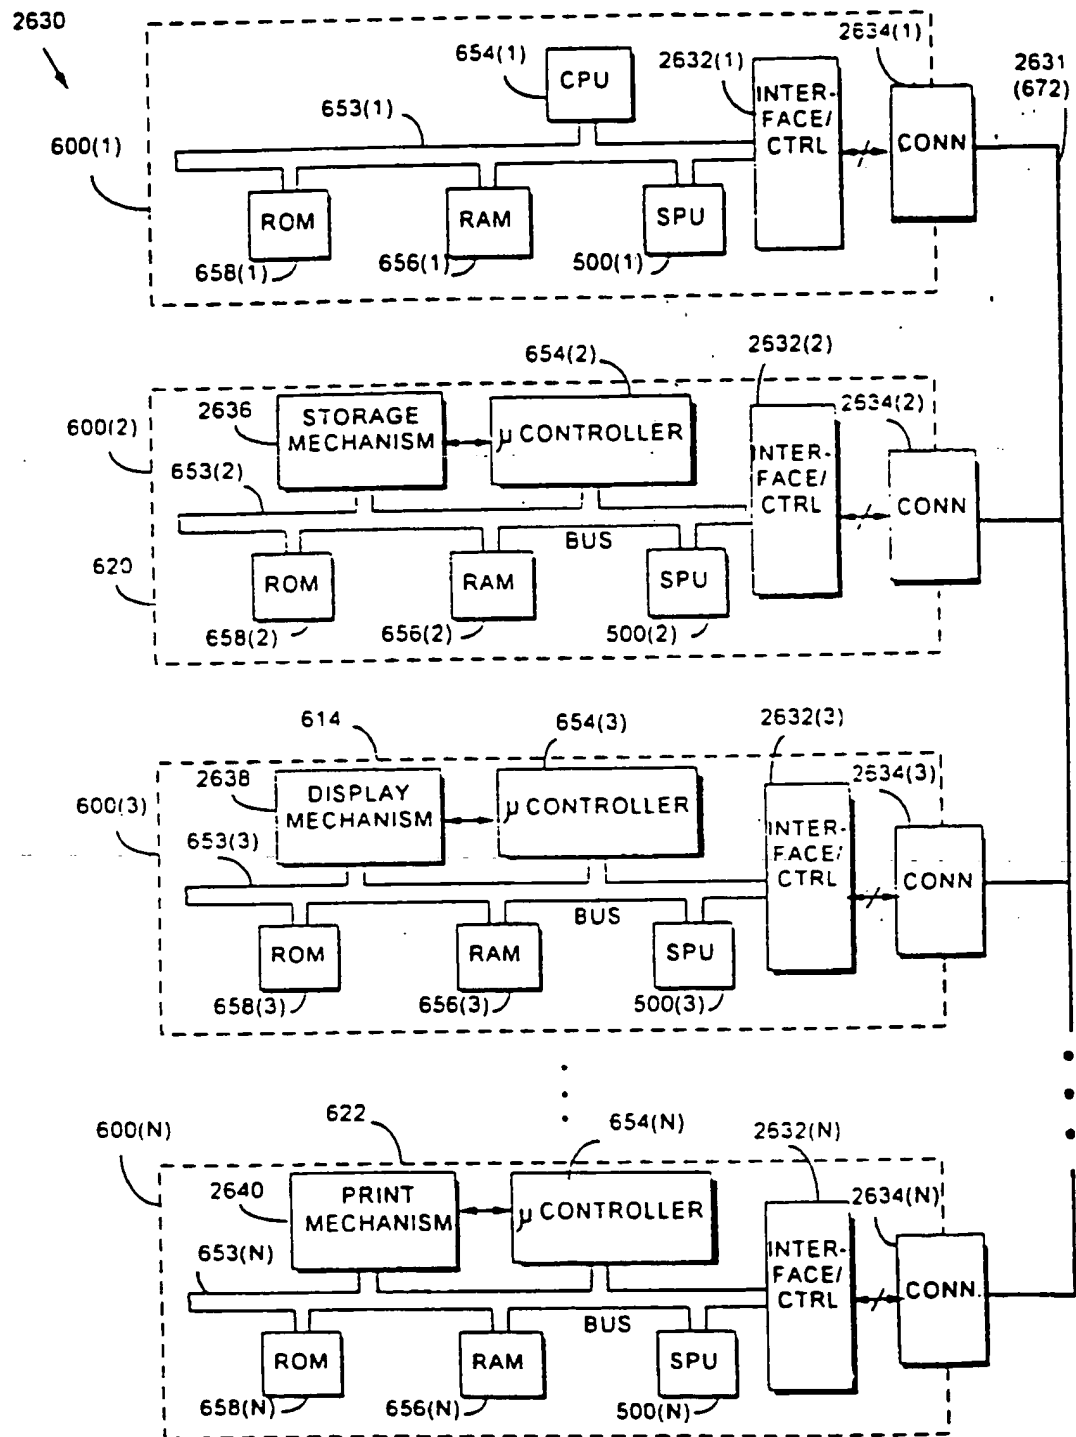 2630
654(1)
2632(1)
2634(1)
2631
(672)
CPU
INTER-
FACE/
CTRL
CONN
653(1)
600(1)
ROM
RAM
SPU
658(1)
656(1)
500(1)
654(2)
2632(2)
2634(2)
600(2)
2636
STORAGE
MECHANISM
μ CONTROLLER
INTER-
FACE/
CTRL
CONN
653(2)
BUS
620
ROM
RAM
SPU
658(2)
656(2)
500(2)
614
654(3)
2632(3)
2634(3)
600(3)
2638
DISPLAY
MECHANISM
μ CONTROLLER
INTER-
FACE/
CTRL
CONN
653(3)
BUS
ROM
RAM
SPU
658(3)
656(3)
500(3)
622
600(N)
654(N)
2632(N)
2634(N)
2640
PRINT
MECHANISM
μ CONTROLLER
INTER-
FACE/
CTRL
CONN.
653(N)
BUS
ROM
RAM
SPU
658(N)
656(N)
500(N)